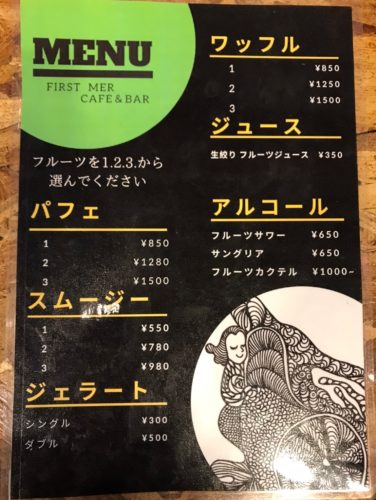 MENU
FIRST MER
CAFE & BAR
フルーツを1.2.3.から
選んでください
パフェ
1 ¥850
2 ¥1280
3 ¥1500
スムージー
1 ¥550
2 ¥780
3 ¥980
ジェラート
シングル ¥300
ダブル ¥500
ワッフル
1 ¥850
2 ¥1250
3 ¥1500
ジュース
生絞り フルーツジュース ¥350
アルコール
フルーツサワー ¥650
サングリア ¥650
フルーツカクテル ¥1000~